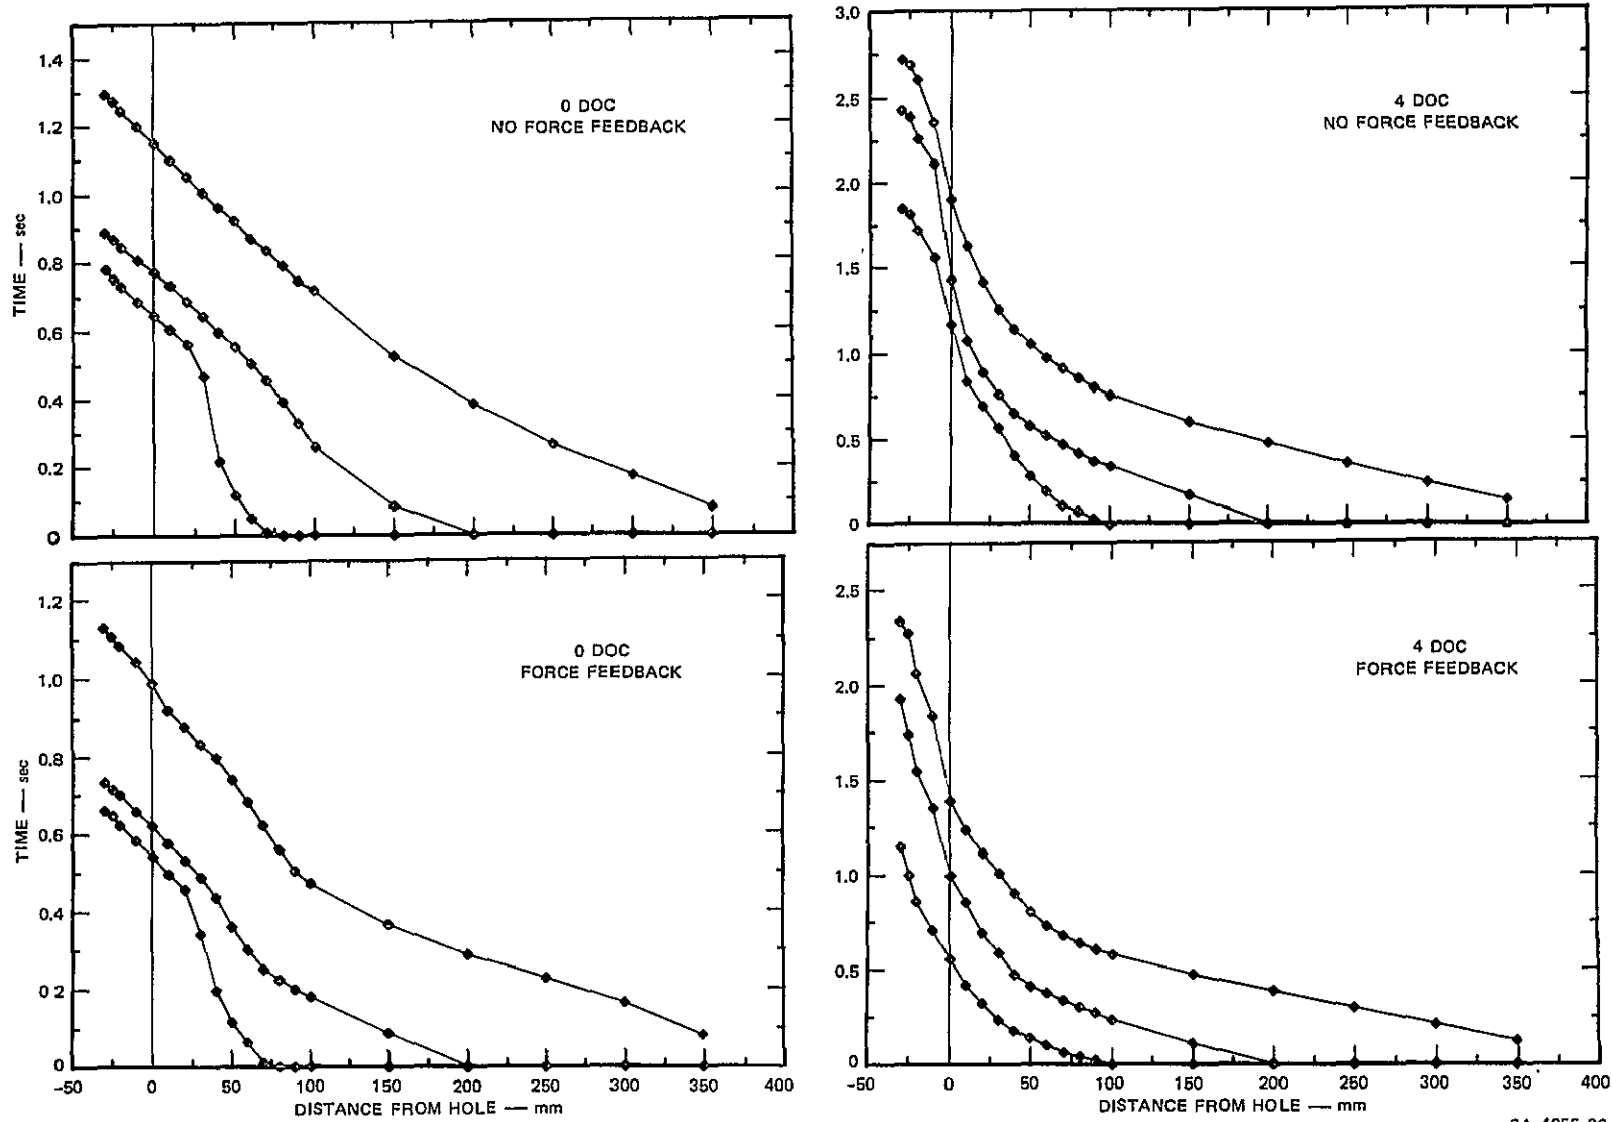 0 DOC
NO FORCE FEEDBACK
TIME — sec
1.4
1.2
1.0
0.8
0.6
0.4
0.2
0
4 DOC
NO FORCE FEEDBACK
3.0
2.5
2.0
1.5
1.0
0.5
0
0 DOC
FORCE FEEDBACK
TIME — sec
1.2
1.0
0.8
0.6
0.4
0 2
0
-50 0 50 100 150 200 250 300 350 400
DISTANCE FROM HOLE — mm
4 DOC
FORCE FEEDBACK
2.5
2.0
1.5
1.0
0.5
0
-50 0 50 100 150 200 250 300 350 400
DISTANCE FROM HOLE — mm